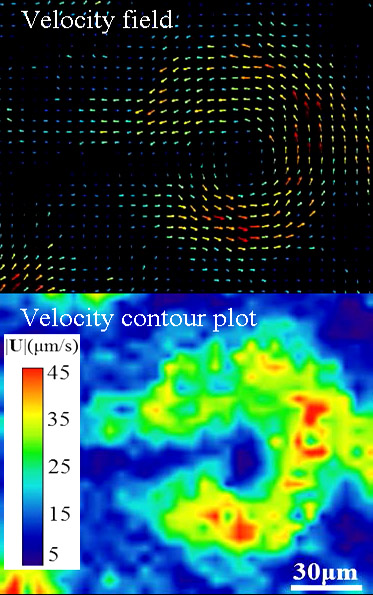 Velocity field
Velocity contour plot
|U|(μm/s)
45
35
25
15
5
30μm